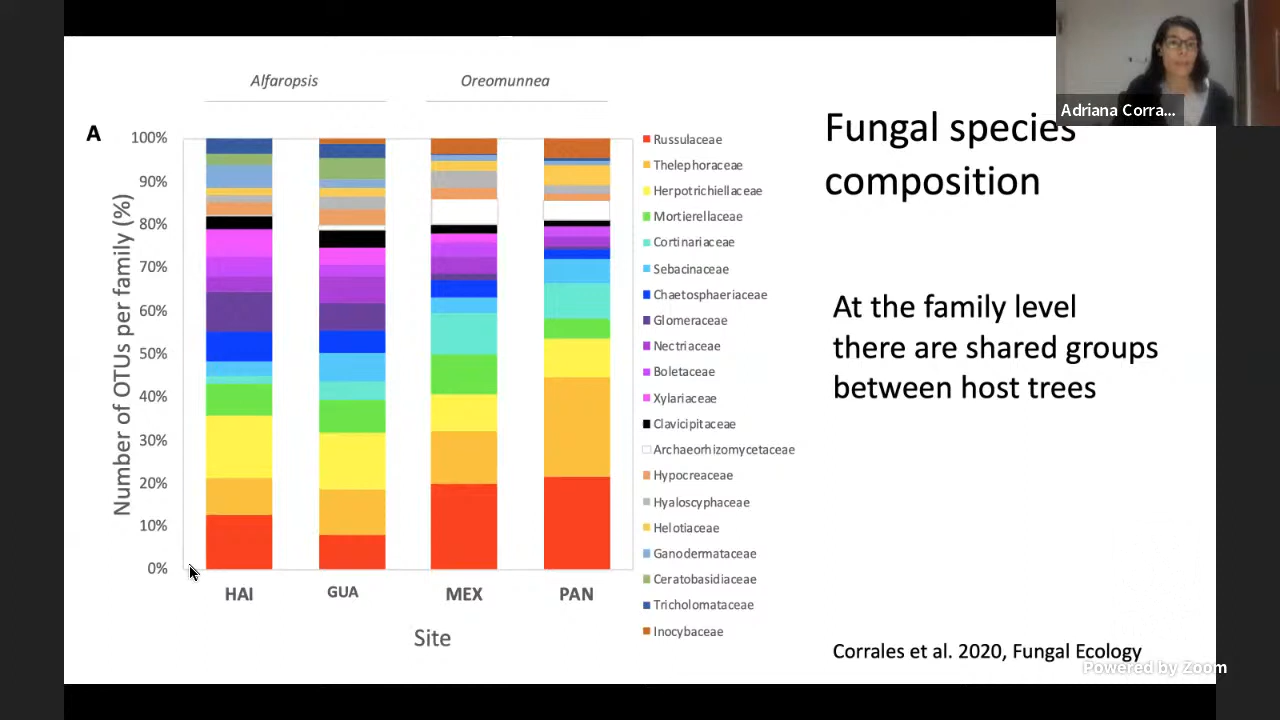 Adriana Corra...
Alfaropsis
Oreomunnea
Fungal species
composition
A
100%
90%
80%
70%
60%
50%
40%
30%
20%
10%
0%
Number of OTUs per family (%)
HAI
GUA
MEX
PAN
Site
Russulaceae
Thelephoraceae
Herpotrichiellaceae
Mortierellaceae
Cortinariaceae
Sebacinaceae
Chaetosphaeriaceae
Glomeraceae
Nectriaceae
Boletaceae
Xylariaceae
Clavicipitaceae
Archaeorhizomycetaceae
Hypocreaceae
Hyaloscyphaceae
Helotiaceae
Ganodermataceae
Ceratobasidiaceae
Tricholomataceae
Inocybaceae
At the family level
there are shared groups
between host trees
Corrales et al. 2020, Fungal Ecology
Powered by Zoom